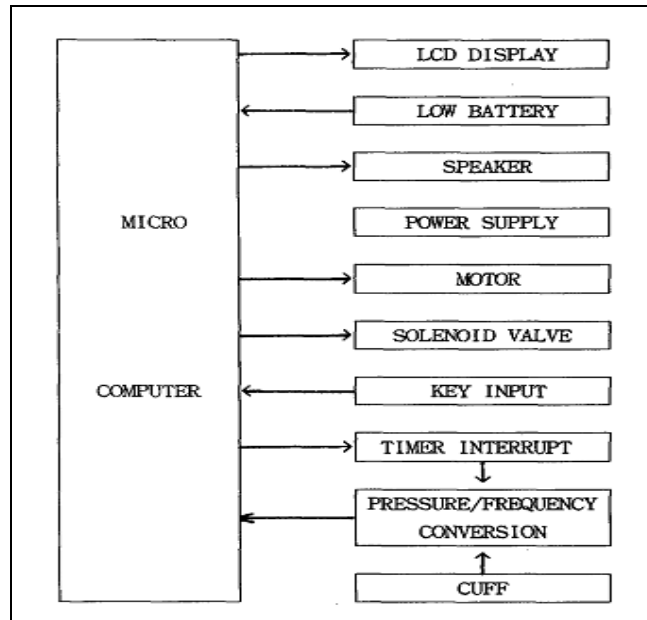 LCD DISPLAY
LOW BATTERY
SPEAKER
MICRO
POWER SUPPLY
MOTOR
SOLENOID VALVE
COMPUTER
KEY INPUT
TIMER INTERRUPT
PRESSURE/FREQUENCY
CONVERSION
CUFF